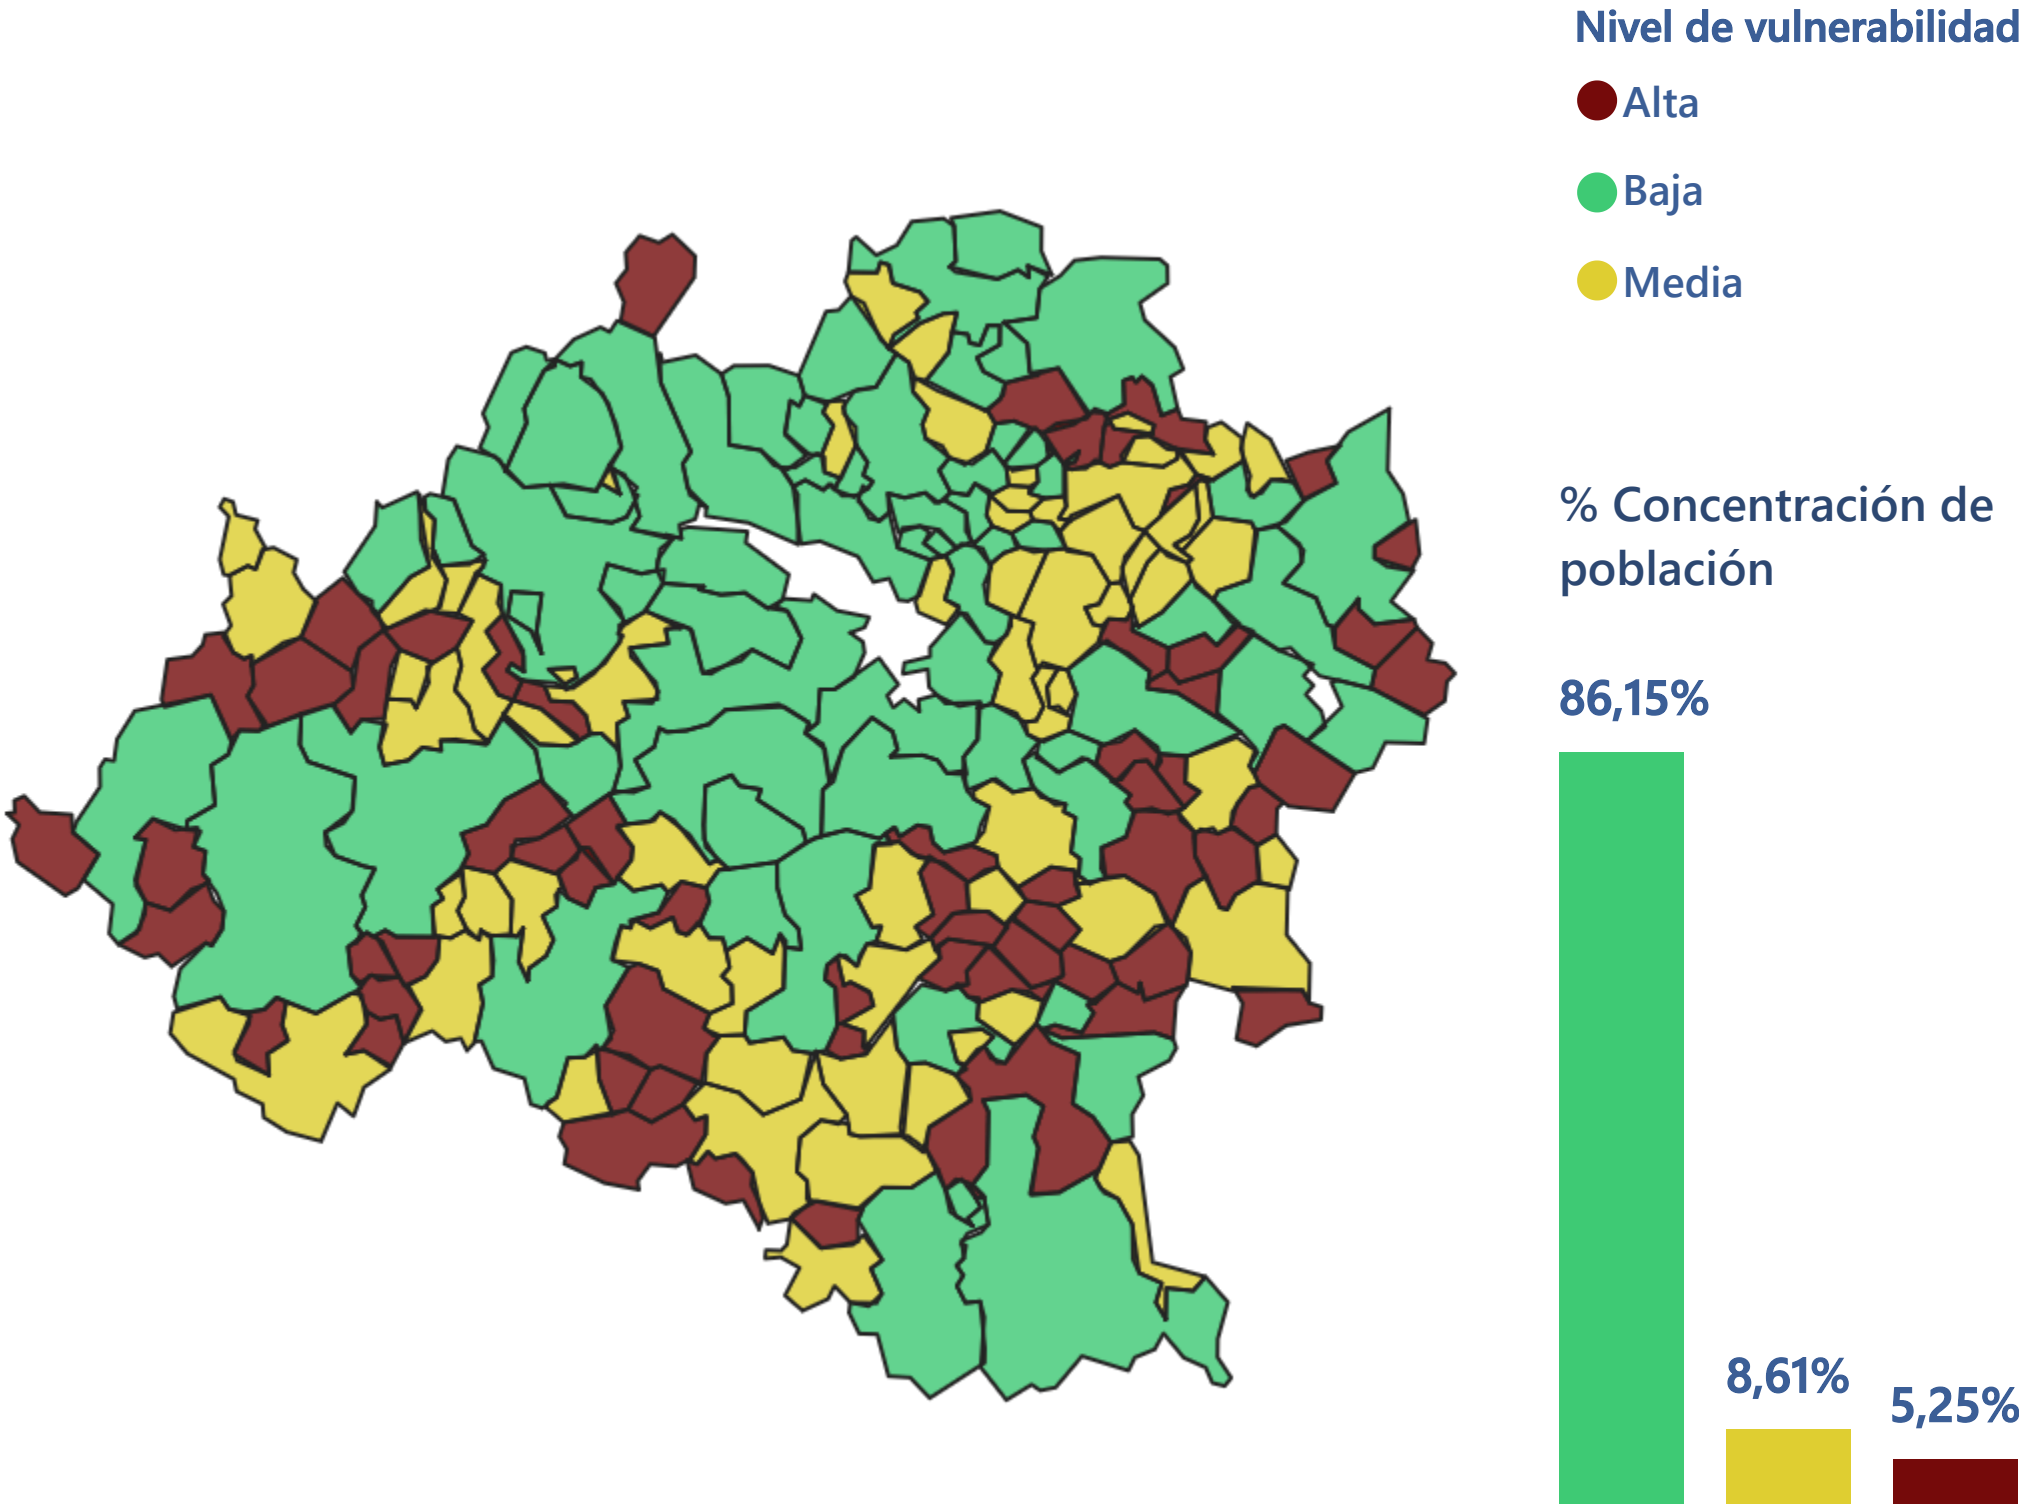 Nivel de vulnerabilidad
Alta
Baja
Media
% Concentración de
población
86,15%
8,61%
5,25%